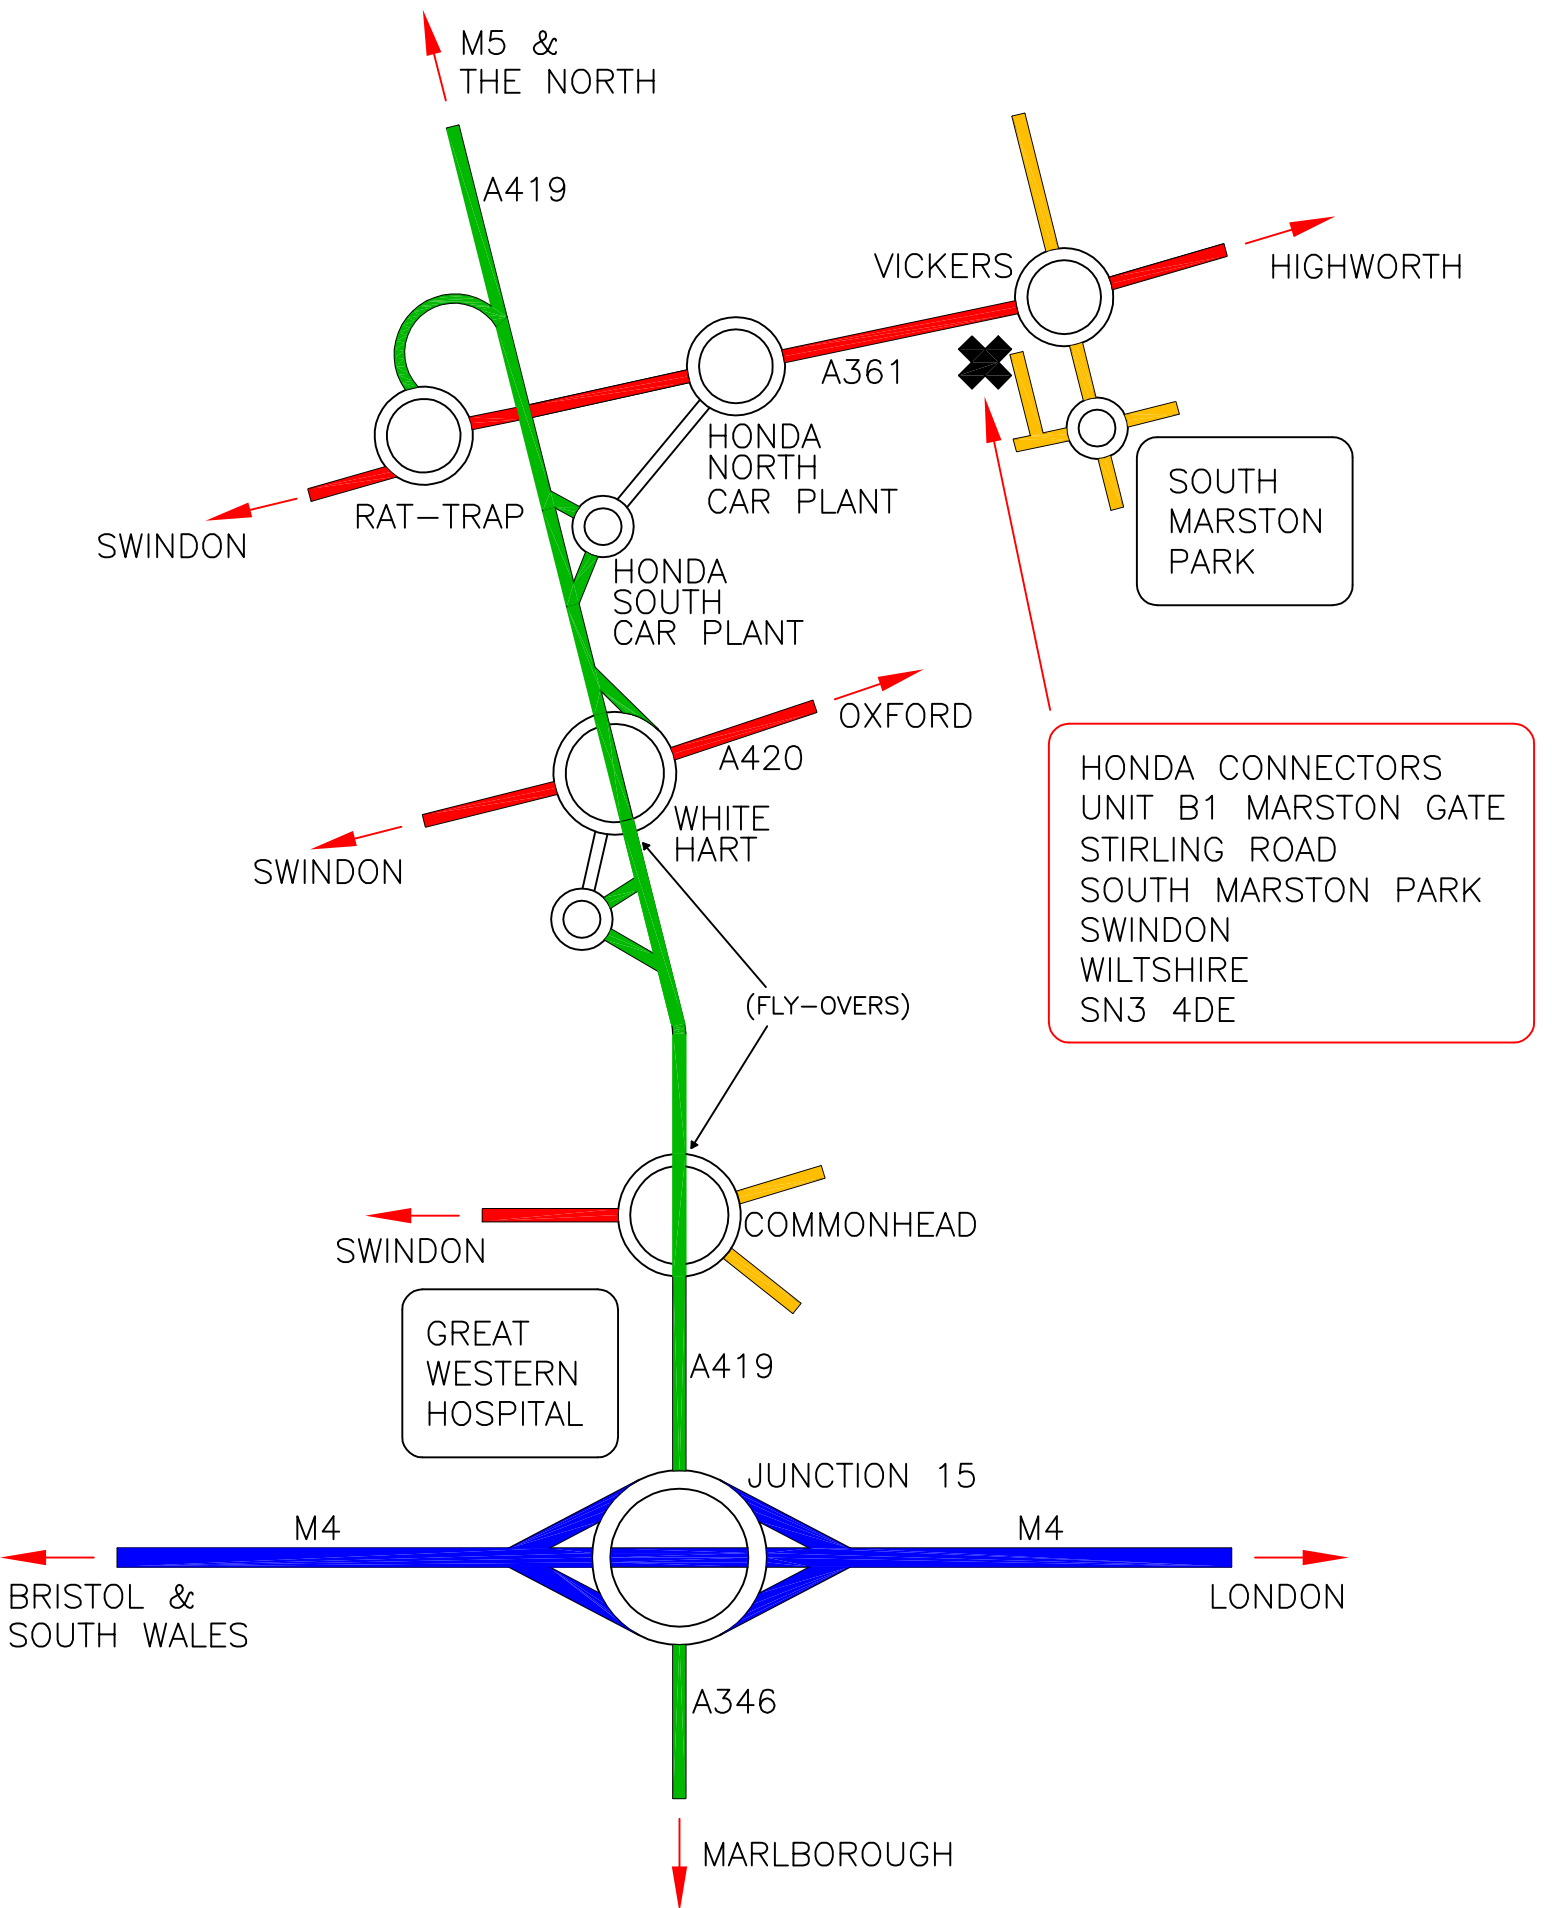 M5 &
THE NORTH
A419
VICKERS
HIGHWORTH
A361
HONDA
NORTH
CAR PLANT
RAT-TRAP
SWINDON
SOUTH
MARSTON
PARK
HONDA
SOUTH
CAR PLANT
OXFORD
A420
WHITE
HART
SWINDON
HONDA CONNECTORS
UNIT B1 MARSTON GATE
STIRLING ROAD
SOUTH MARSTON PARK
SWINDON
WILTSHIRE
SN3 4DE
(FLY-OVERS)
COMMONHEAD
SWINDON
GREAT
WESTERN
HOSPITAL
A419
JUNCTION 15
M4
M4
BRISTOL &
SOUTH WALES
LONDON
A346
MARLBOROUGH